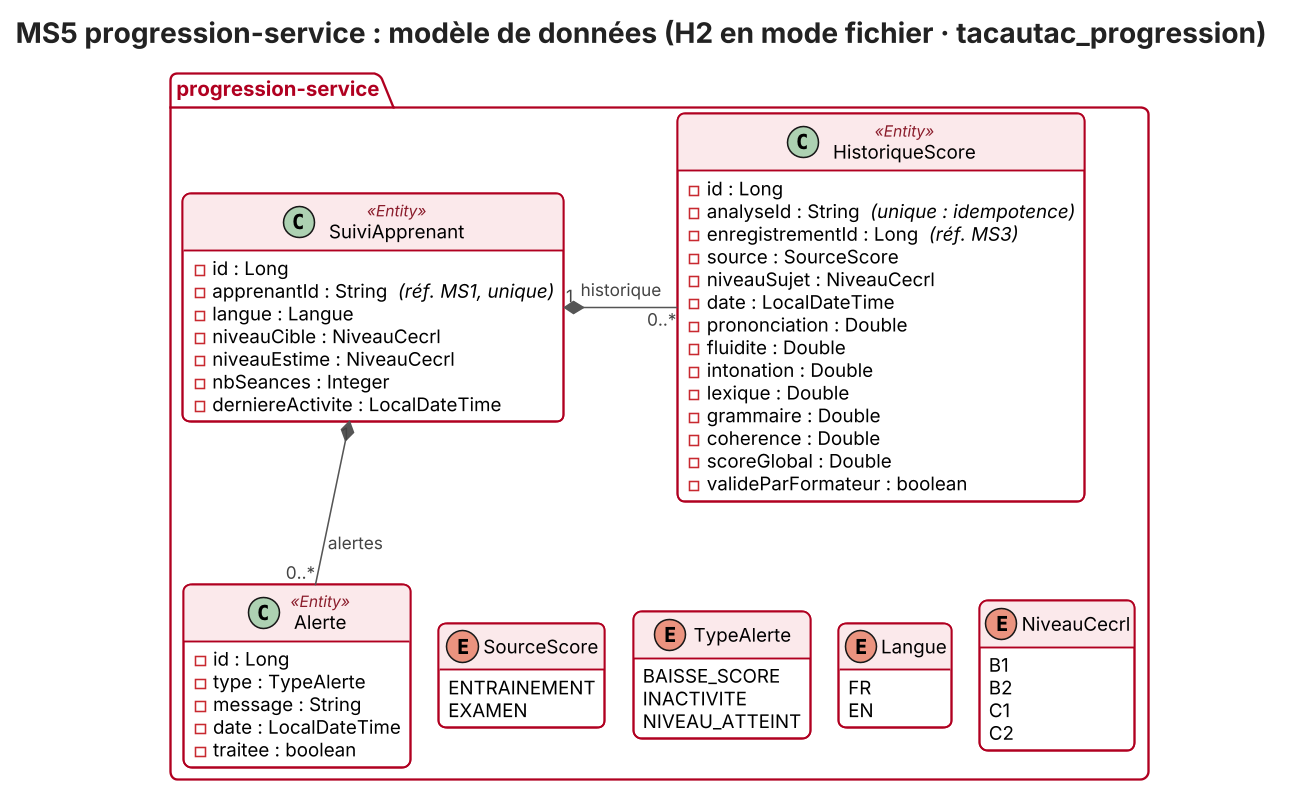 MS5 progression-service : modèle de données (H2 en mode fichier · tacautac_progression)
progression-service
C
«Entity»
SuiviApprenant
id : Long
apprenantId : String (réf. MS1, unique)
langue : Langue
niveauCible : NiveauCecrl
niveauEstime : NiveauCecrl
nbSeances : Integer
derniereActivite : LocalDateTime
1
historique
0..*
C
«Entity»
HistoriqueScore
id : Long
analyseId : String (unique : idempotence)
enregistrementId : Long (réf. MS3)
source : SourceScore
niveauSujet : NiveauCecrl
date : LocalDateTime
prononciation : Double
fluidite : Double
intonation : Double
lexique : Double
grammaire : Double
coherence : Double
scoreGlobal : Double
valideParFormateur : boolean
alertes
0..*
C
«Entity»
Alerte
id : Long
type : TypeAlerte
message : String
date : LocalDateTime
traitee : boolean
E
SourceScore
ENTRAINEMENT
EXAMEN
E
TypeAlerte
BAISSE_SCORE
INACTIVITE
NIVEAU_ATTEINT
E
Langue
FR
EN
E
NiveauCecrl
B1
B2
C1
C2